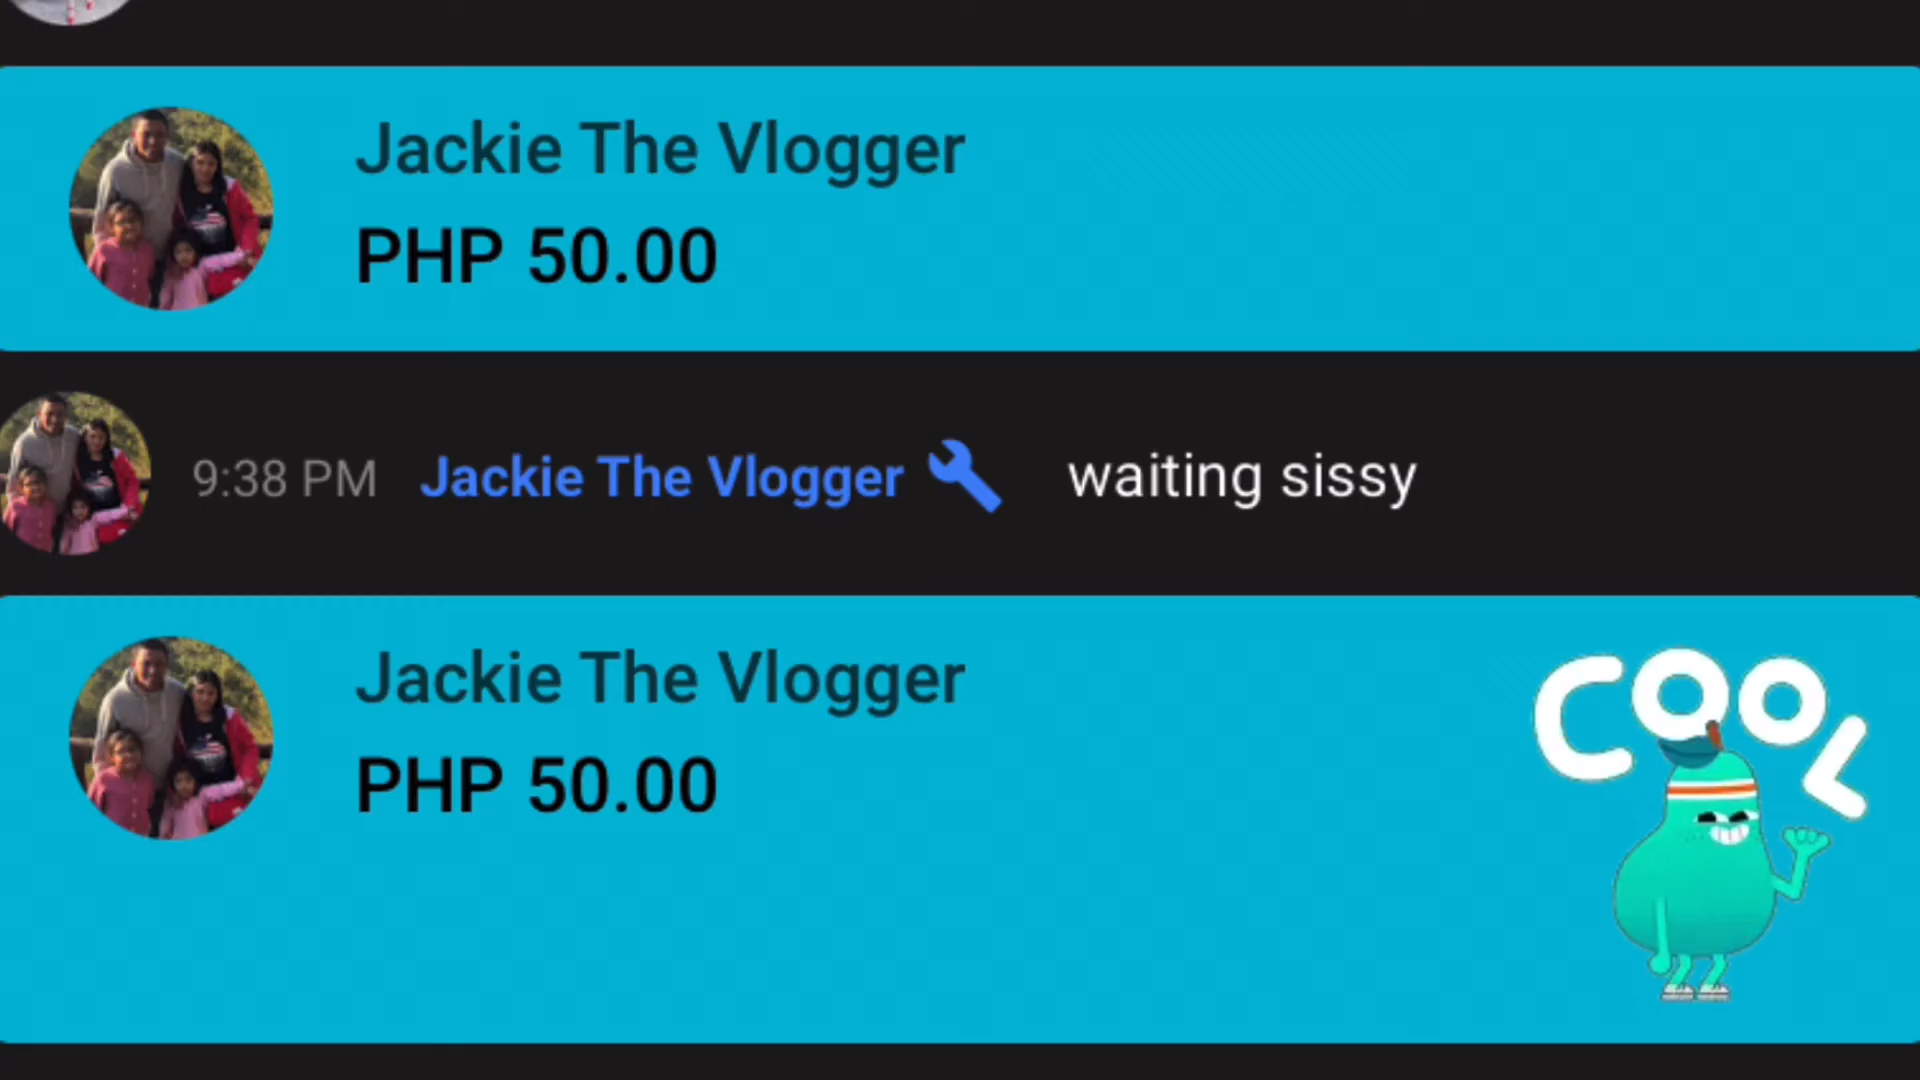 Jackie The Vlogger
PHP 50.00
9:38 PM Jackie The Vlogger waiting sissy
Jackie The Vlogger
PHP 50.00
COOL